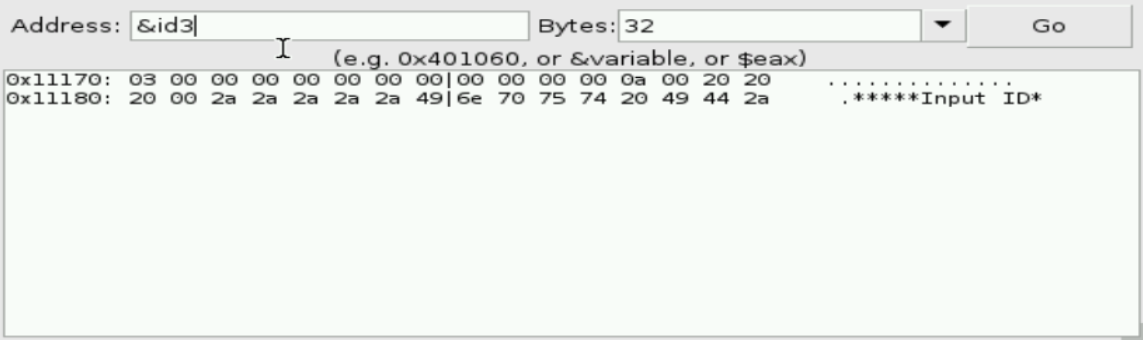 Address: &id3 Bytes: 32 Go
(e.g. 0x401060, or &variable, or $eax)
0x11170: 03 00 00 00 00 00 00 00|00 00 00 00 0a 00 20 20 ..............
0x11180: 20 00 2a 2a 2a 2a 2a 49|6e 70 75 74 20 49 44 2a .*****Input ID*